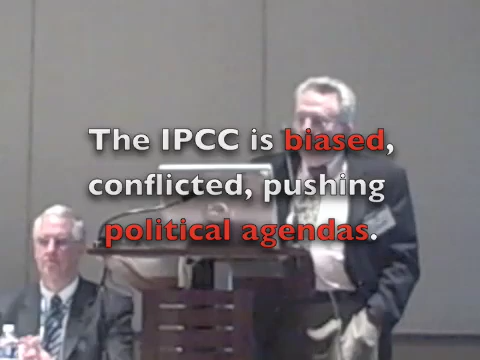 The IPCC is biased,
conflicted, pushing
political agendas.